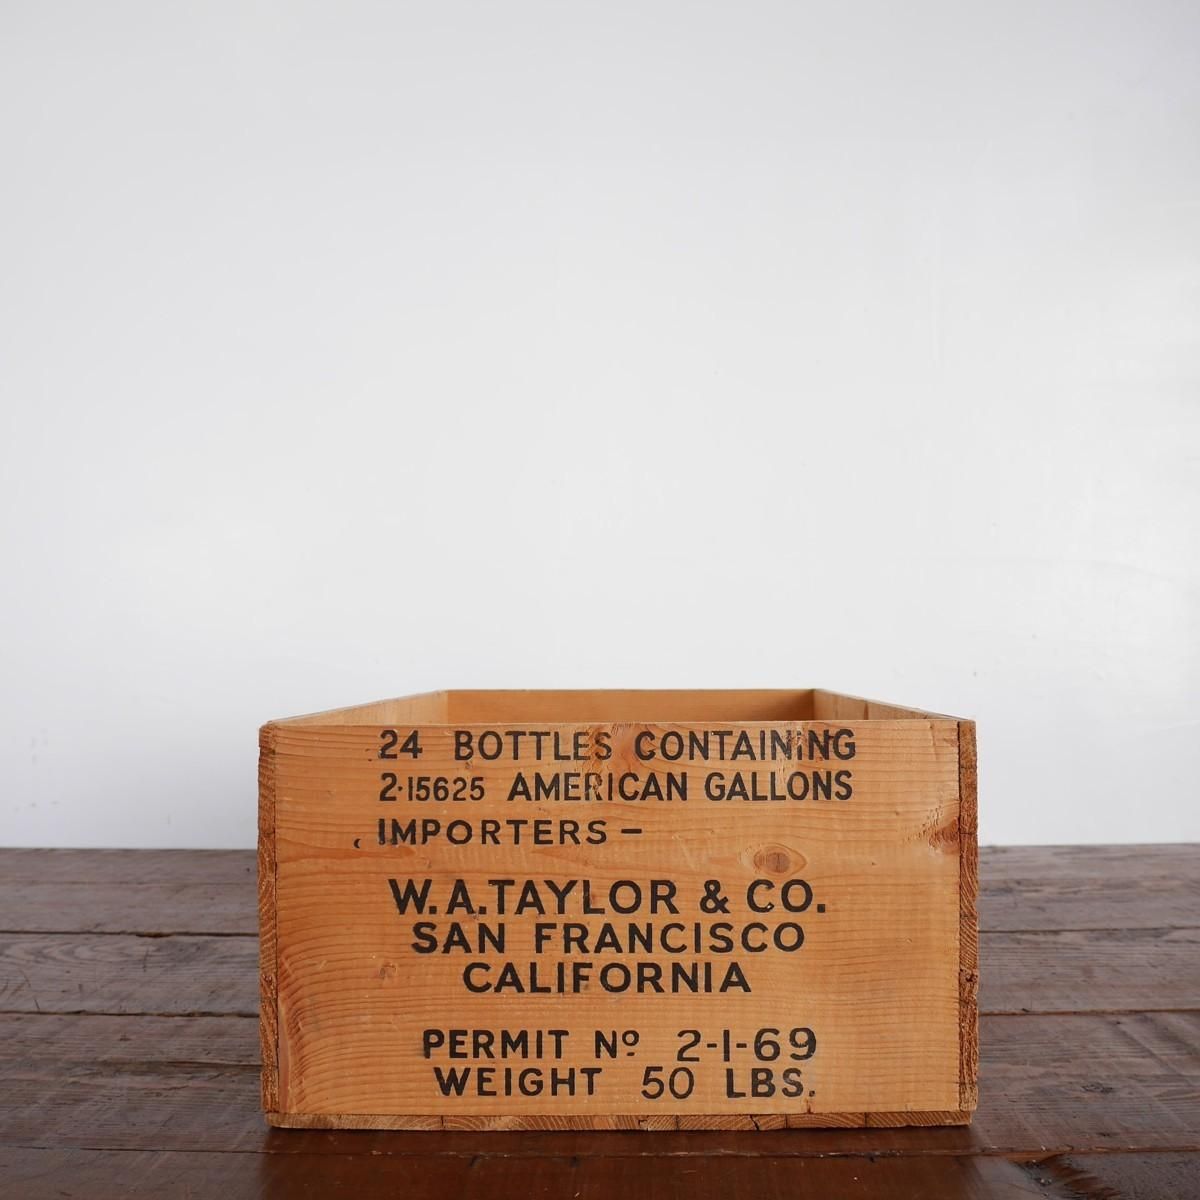 24 BOTTLES CONTAINING
2·15625 AMERICAN GALLONS
IMPORTERS –
W.A.TAYLOR & CO.
SAN FRANCISCO
CALIFORNIA
PERMIT Nº 2-1-69
WEIGHT 50 LBS.